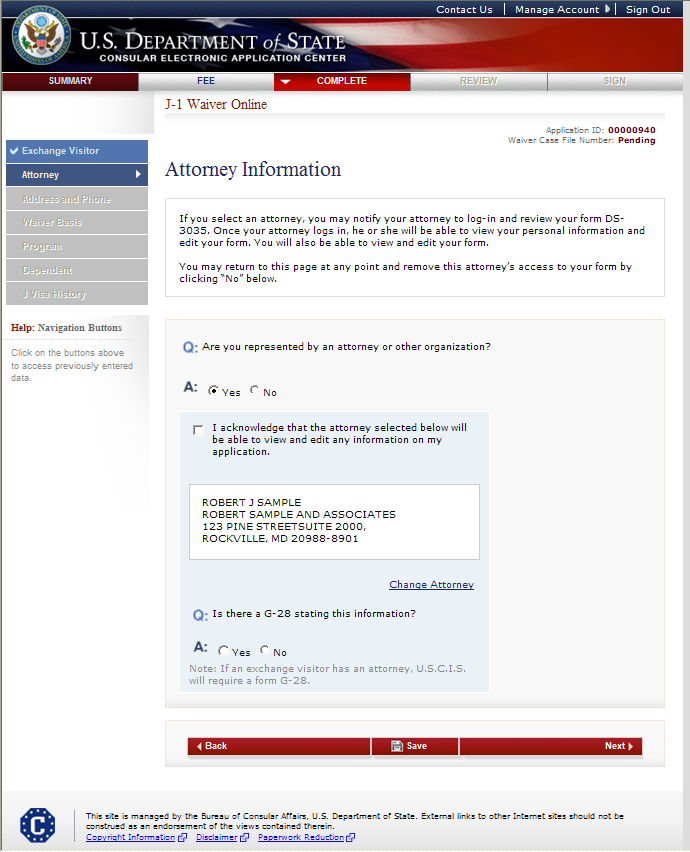 Contact Us | Manage Account | Sign Out
U.S. DEPARTMENT of STATE
CONSULAR ELECTRONIC APPLICATION CENTER
SUMMARY FEE COMPLETE REVIEW SIGN
J-1 Waiver Online
Application ID: 00000940
Waiver Case File Number: Pending
Exchange Visitor
Attorney
Address and Phone
Waiver Basis
Program
Dependent
J Visa History
Help: Navigation Buttons
Click on the buttons above
to access previously entered
data.
Attorney Information
If you select an attorney, you may notify your attorney to log-in and review your form DS-
3035. Once your attorney logs in, he or she will be able to view your personal information and
edit your form. You will also be able to view and edit your form.
You may return to this page at any point and remove this attorney's access to your form by
clicking "No" below.
Q: Are you represented by an attorney or other organization?
A: Yes No
I acknowledge that the attorney selected below will
be able to view and edit any information on my
application.
ROBERT J SAMPLE
ROBERT SAMPLE AND ASSOCIATES
123 PINE STREETSUITE 2000,
ROCKVILLE, MD 20988-8901
Change Attorney
Q: Is there a G-28 stating this information?
A: Yes No
Note: If an exchange visitor has an attorney, U.S.C.I.S.
will require a form G-28.
Back Save Next
C
This site is managed by the Bureau of Consular Affairs, U.S. Department of State. External links to other Internet sites should not be
construed as an endorsement of the views contained therein.
Copyright Information Disclaimer Paperwork Reduction